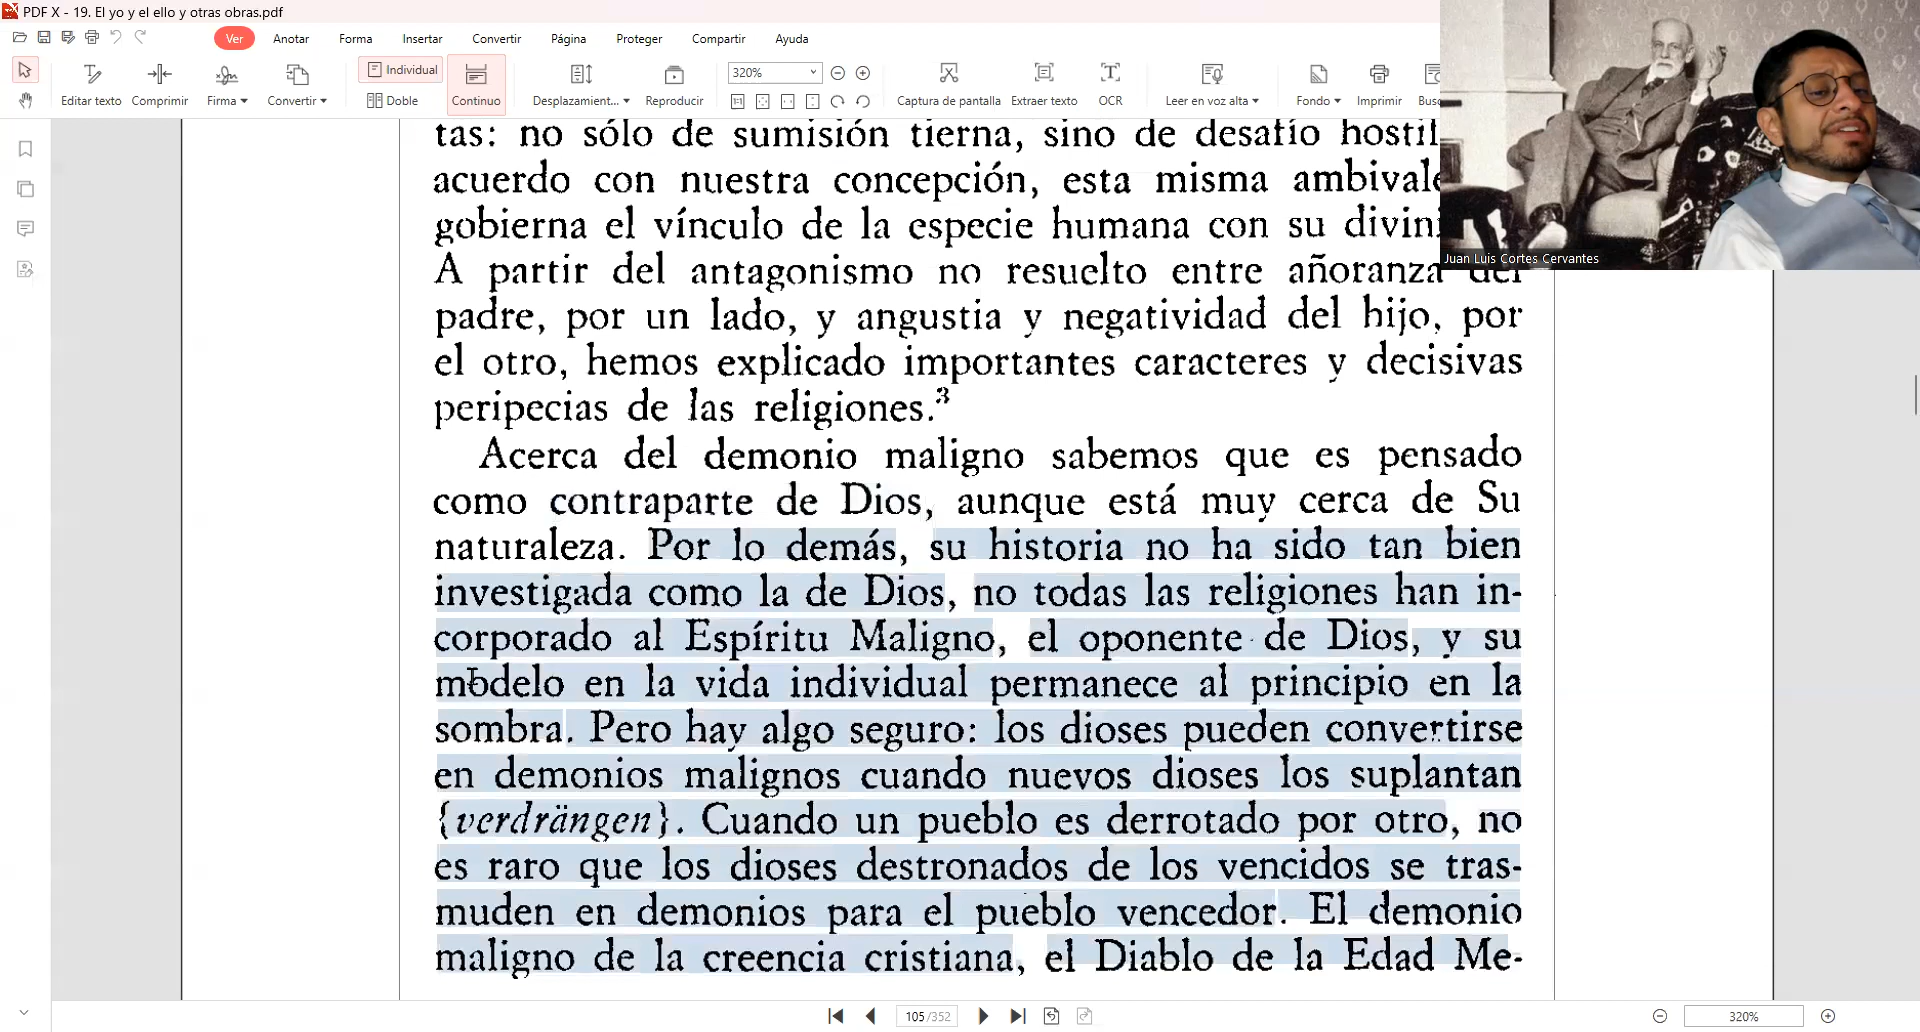 PDF X - 19. El yo y el ello y otras obras.pdf
Ver Anotar Forma Insertar Convertir Página Proteger Compartir Ayuda
Editar texto Comprimir Firma Convertir Individual Doble Continuo Desplazamient... Reproducir 320% Captura de pantalla Extraer texto OCR Leer en voz alta Fondo Imprimir Busc
Juan Luis Cortes Cervantes
tas: no sólo de sumisión tierna, sino de desafío hostil
acuerdo con nuestra concepción, esta misma ambivale
gobierna el vínculo de la especie humana con su divini
A partir del antagonismo no resuelto entre añoranza del
padre, por un lado, y angustia y negatividad del hijo, por
el otro, hemos explicado importantes caracteres y decisivas
peripecias de las religiones.³
Acerca del demonio maligno sabemos que es pensado
como contraparte de Dios, aunque está muy cerca de Su
naturaleza. Por lo demás, su historia no ha sido tan bien
investigada como la de Dios, no todas las religiones han in-
corporado al Espíritu Maligno, el oponente de Dios, y su
modelo en la vida individual permanece al principio en la
sombra. Pero hay algo seguro: los dioses pueden convertirse
en demonios malignos cuando nuevos dioses los suplantan
{verdrängen}. Cuando un pueblo es derrotado por otro, no
es raro que los dioses destronados de los vencidos se tras-
muden en demonios para el pueblo vencedor. El demonio
maligno de la creencia cristiana, el Diablo de la Edad Me-
105/352
320%